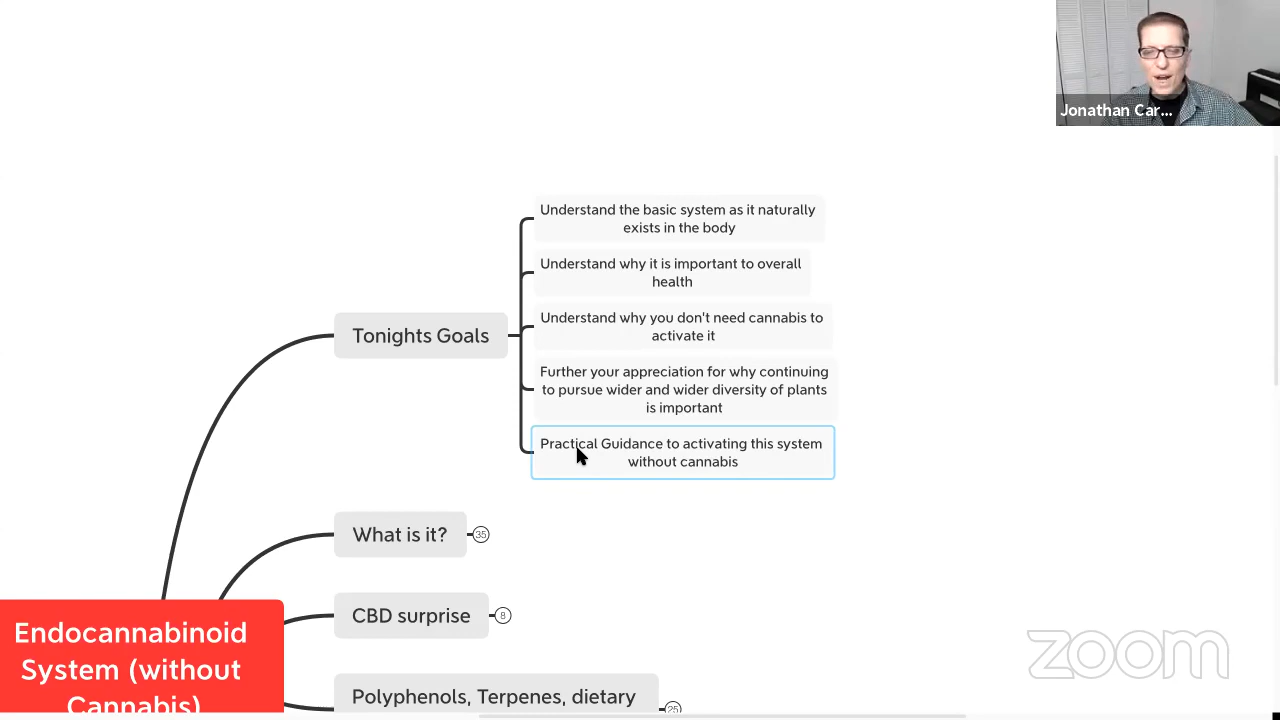 Jonathan Car...
Understand the basic system as it naturally
exists in the body
Understand why it is important to overall
health
Understand why you don't need cannabis to
activate it
Further your appreciation for why continuing
to pursue wider and wider diversity of plants
is important
Practical Guidance to activating this system
without cannabis
Tonights Goals
What is it?
35
CBD surprise
8
Endocannabinoid
System (without
Cannabis)
Polyphenols, Terpenes, dietary
25
zoom